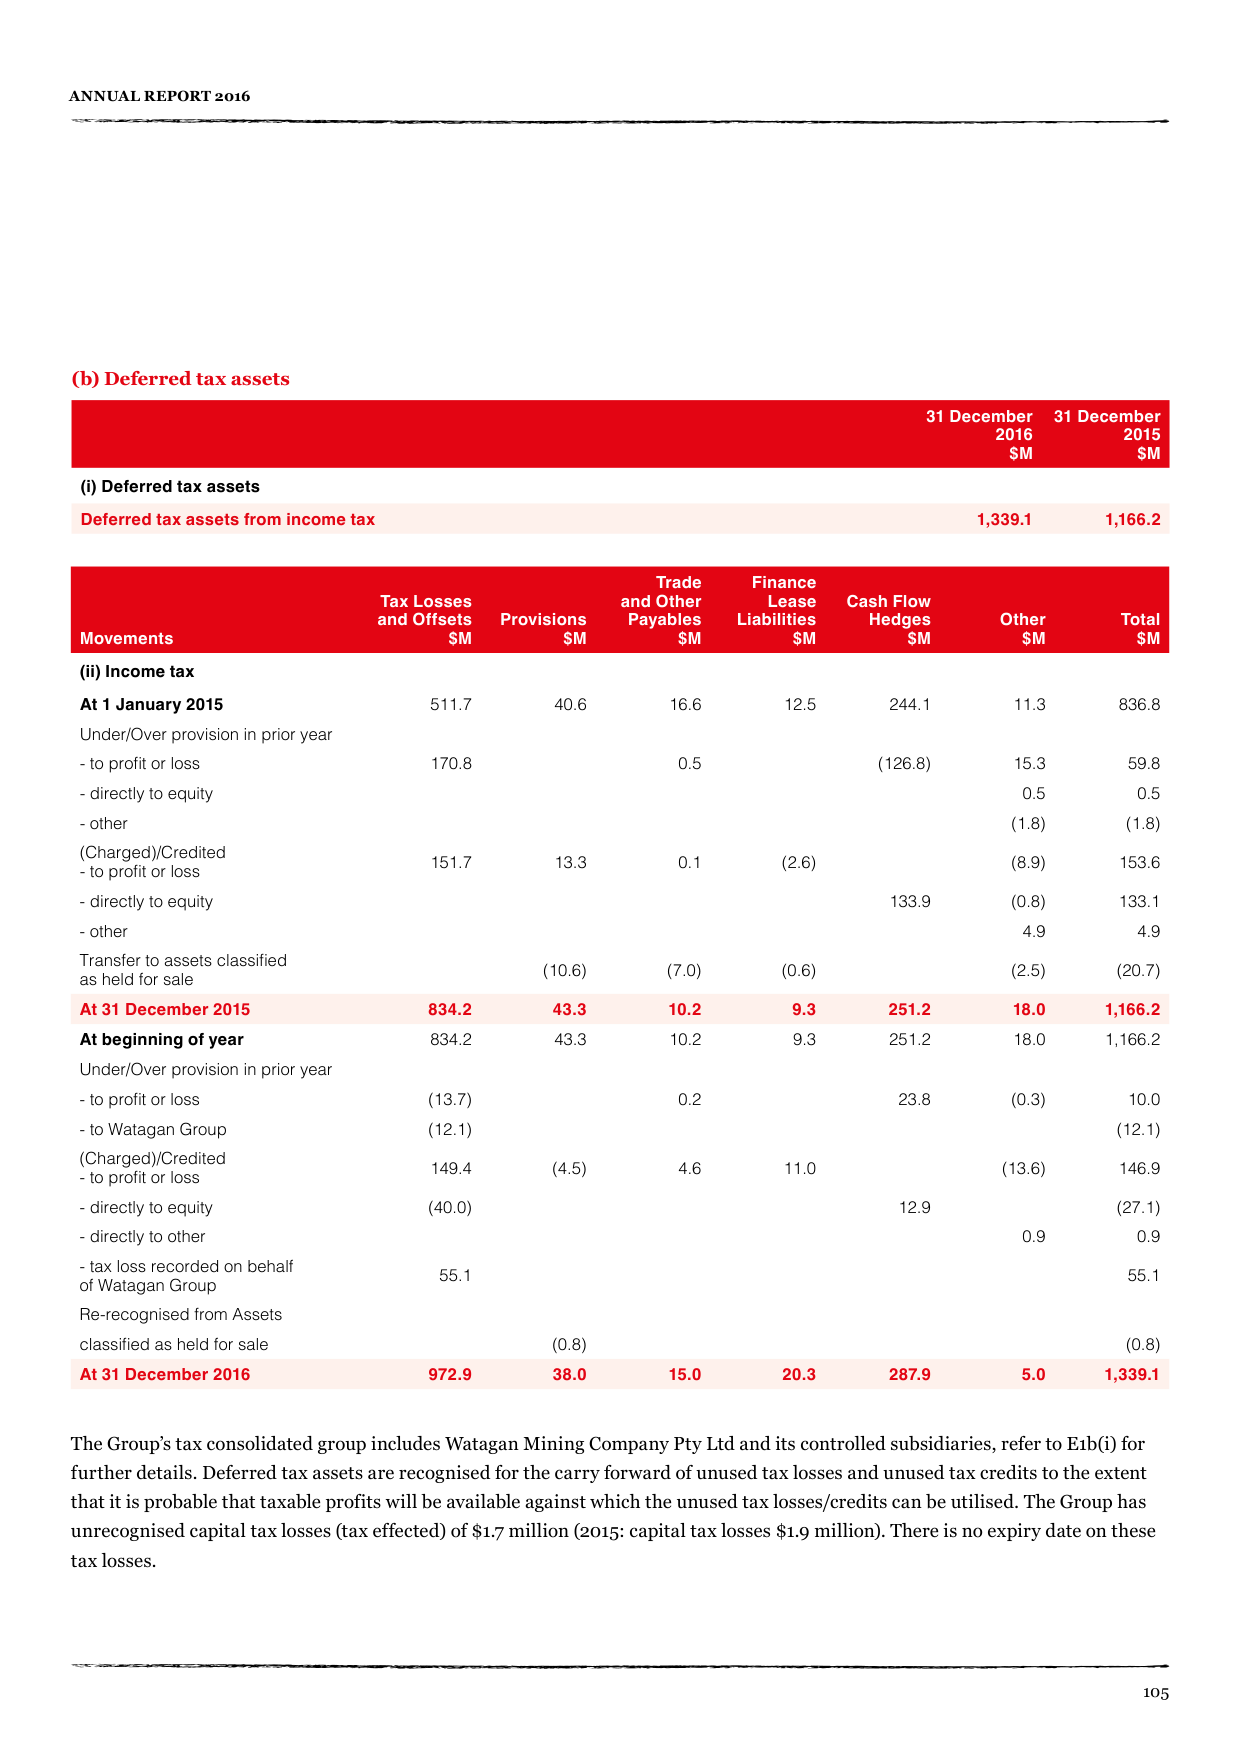 ANNUAL REPORT 2016
(b) Deferred tax assets
31 December 2016 $M 31 December 2015 $M
(i) Deferred tax assets
Deferred tax assets from income tax 1,339.1 1,166.2
Movements Tax Losses and Offsets $M Provisions $M Trade and Other Payables $M Finance Lease Liabilities $M Cash Flow Hedges $M Other $M Total $M
(ii) Income tax
At 1 January 2015 511.7 40.6 16.6 12.5 244.1 11.3 836.8
Under/Over provision in prior year
- to profit or loss 170.8 0.5 (126.8) 15.3 59.8
- directly to equity 0.5 0.5
- other (1.8) (1.8)
(Charged)/Credited
- to profit or loss 151.7 13.3 0.1 (2.6) (8.9) 153.6
- directly to equity 133.9 (0.8) 133.1
- other 4.9 4.9
Transfer to assets classified
as held for sale (10.6) (7.0) (0.6) (2.5) (20.7)
At 31 December 2015 834.2 43.3 10.2 9.3 251.2 18.0 1,166.2
At beginning of year 834.2 43.3 10.2 9.3 251.2 18.0 1,166.2
Under/Over provision in prior year
- to profit or loss (13.7) 0.2 23.8 (0.3) 10.0
- to Watagan Group (12.1) (12.1)
(Charged)/Credited
- to profit or loss 149.4 (4.5) 4.6 11.0 (13.6) 146.9
- directly to equity (40.0) 12.9 (27.1)
- directly to other 0.9 0.9
- tax loss recorded on behalf
of Watagan Group 55.1 55.1
Re-recognised from Assets
classified as held for sale (0.8) (0.8)
At 31 December 2016 972.9 38.0 15.0 20.3 287.9 5.0 1,339.1
The Group's tax consolidated group includes Watagan Mining Company Pty Ltd and its controlled subsidiaries, refer to E1b(i) for
further details. Deferred tax assets are recognised for the carry forward of unused tax losses and unused tax credits to the extent
that it is probable that taxable profits will be available against which the unused tax losses/credits can be utilised. The Group has
unrecognised capital tax losses (tax effected) of $1.7 million (2015: capital tax losses $1.9 million). There is no expiry date on these
tax losses.
105